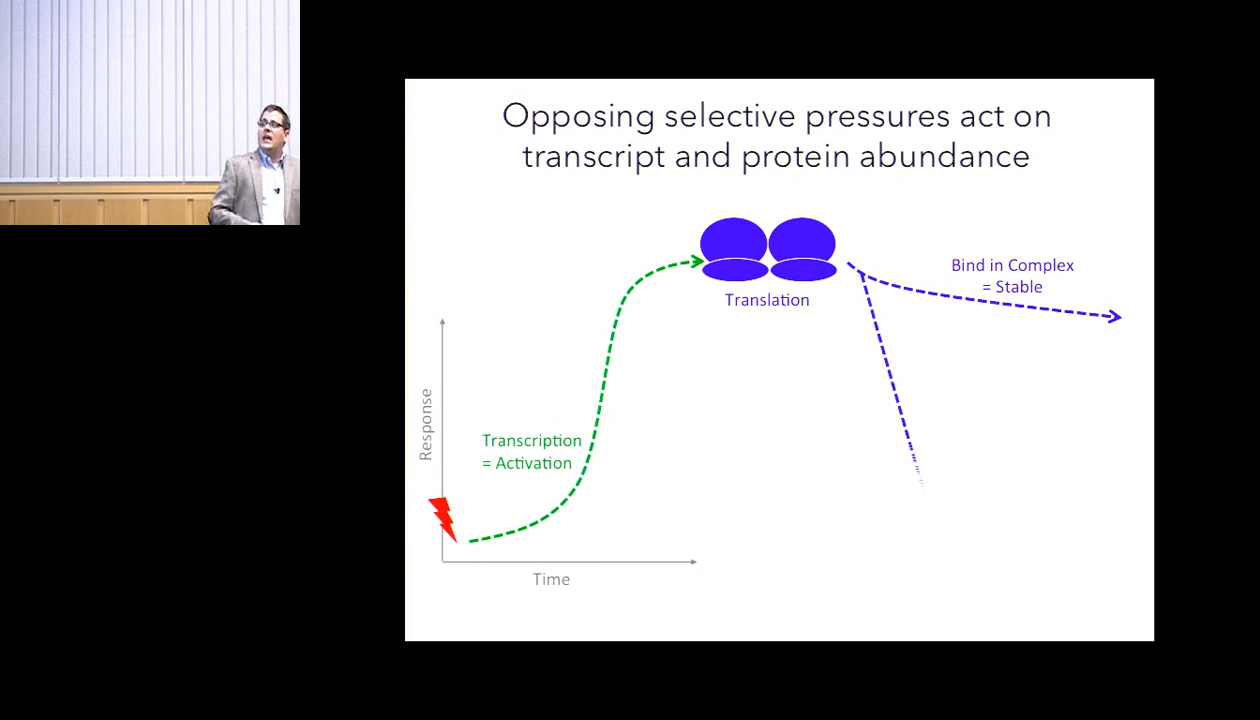 Opposing selective pressures act on
transcript and protein abundance
Bind in Complex
= Stable
Translation
Response
Transcription
= Activation
Time